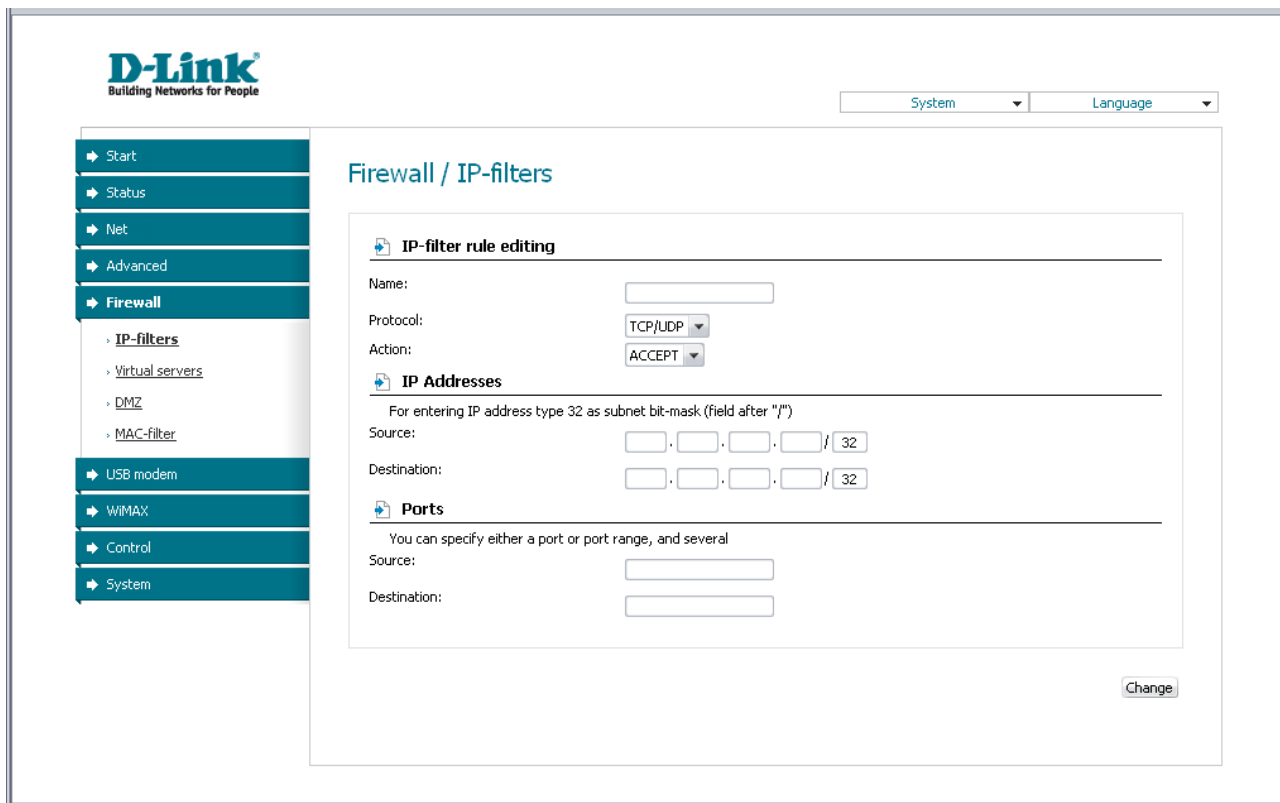 D-Link
Building Networks for People
System
Language
Start
Status
Net
Advanced
Firewall
IP-filters
Virtual servers
DMZ
MAC-filter
USB modem
WiMAX
Control
System
Firewall / IP-filters
IP-filter rule editing
Name:
Protocol: TCP/UDP
Action: ACCEPT
IP Addresses
For entering IP address type 32 as subnet bit-mask (field after "/")
Source: . . . / 32
Destination: . . . / 32
Ports
You can specify either a port or port range, and several
Source:
Destination:
Change